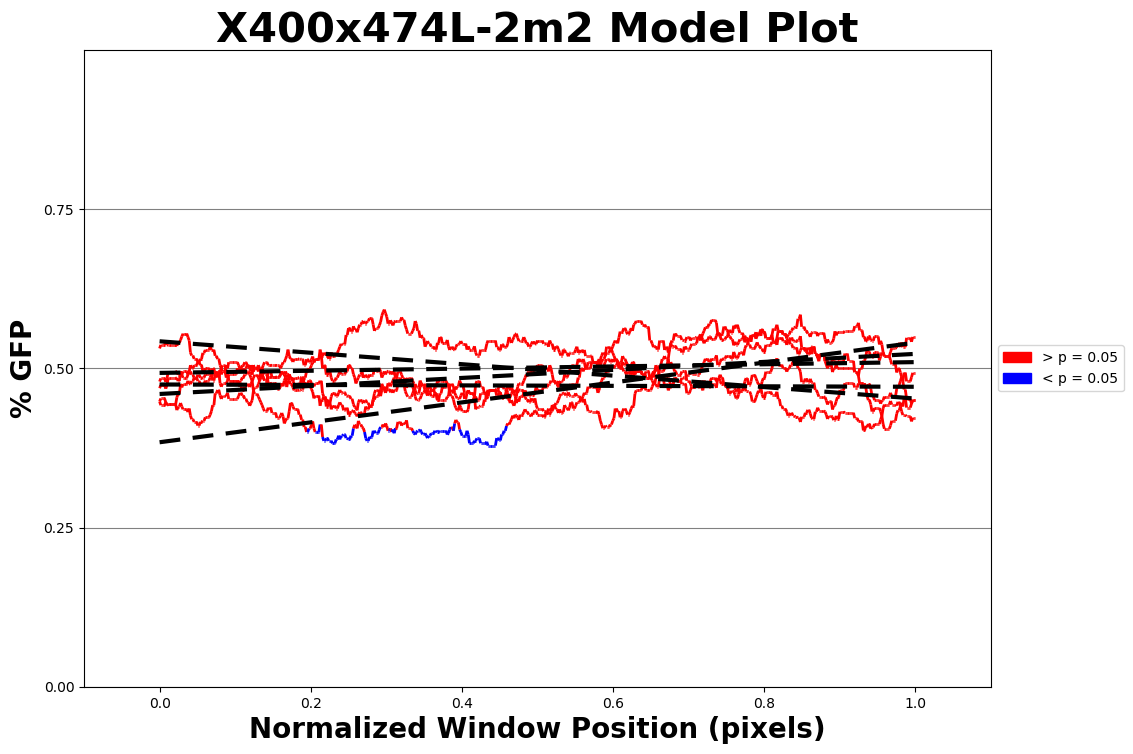 X400x474L-2m2 Model Plot
% GFP
0.75
0.50
0.25
0.00
0.0 0.2 0.4 0.6 0.8 1.0
Normalized Window Position (pixels)
> p = 0.05
< p = 0.05